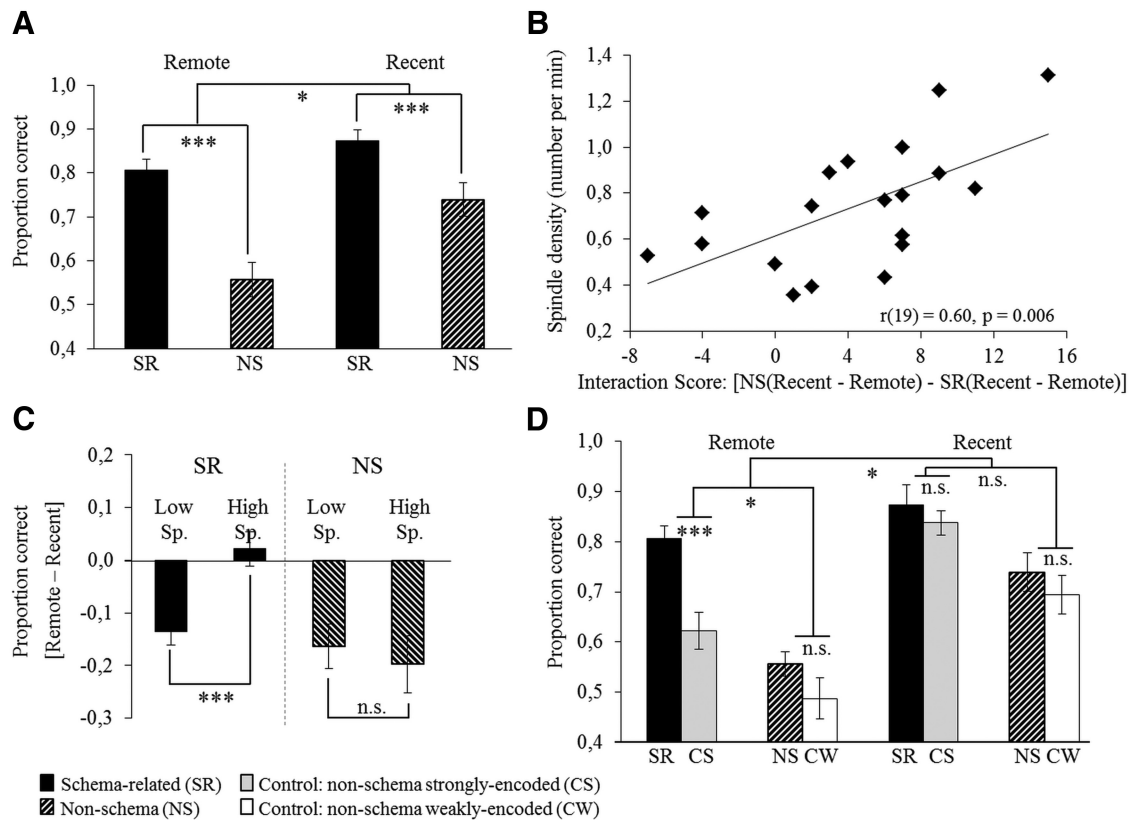 A
Remote Recent
Proportion correct
1,0
0,9
0,8
0,7
0,6
0,5
0,4
*
***
***
SR NS SR NS
B
Spindle density (number per min)
1,4
1,2
1,0
0,8
0,6
0,4
0,2
r(19) = 0.60, p = 0.006
-8 -4 0 4 8 12 16
Interaction Score: [NS(Recent - Remote) - SR(Recent - Remote)]
C
Proportion correct
[Remote – Recent]
0,2
0,1
0,0
-0,1
-0,2
-0,3
SR NS
Low High Low High
Sp. Sp. Sp. Sp.
***
n.s.
D
Remote Recent
Proportion correct
1,0
0,9
0,8
0,7
0,6
0,5
0,4
*
n.s.
n.s.
*
***
n.s.
n.s.
SR CS NS CW SR CS NS CW
Schema-related (SR)
Control: non-schema strongly-encoded (CS)
Non-schema (NS)
Control: non-schema weakly-encoded (CW)